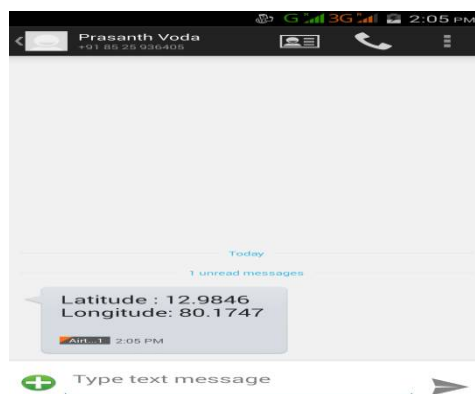 G 3G 2:05 PM
Prasanth Voda
+91 85 25 936405
Today
1 unread messages
Latitude : 12.9846
Longitude: 80.1747
Airt...1 2:05 PM
Type text message